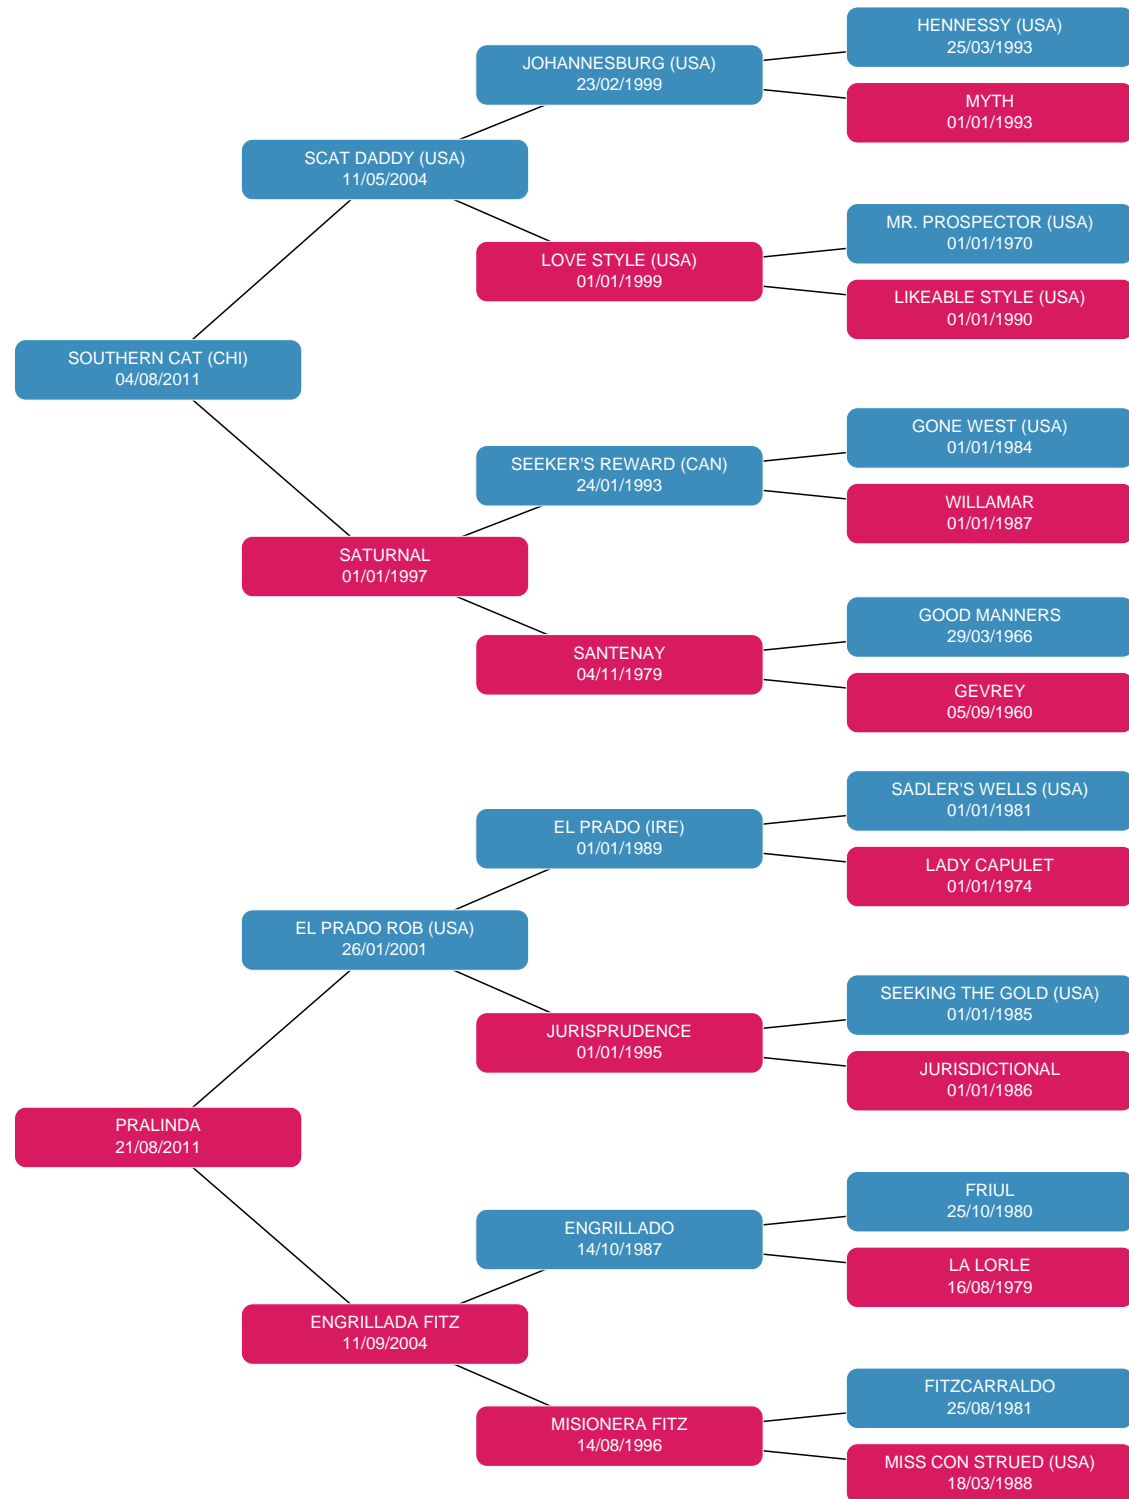 HENNESSY (USA)
25/03/1993
JOHANNESBURG (USA)
23/02/1999
MYTH
01/01/1993
SCAT DADDY (USA)
11/05/2004
MR. PROSPECTOR (USA)
01/01/1970
LOVE STYLE (USA)
01/01/1999
LIKEABLE STYLE (USA)
01/01/1990
SOUTHERN CAT (CHI)
04/08/2011
GONE WEST (USA)
01/01/1984
SEEKER'S REWARD (CAN)
24/01/1993
WILLAMAR
01/01/1987
SATURNAL
01/01/1997
GOOD MANNERS
29/03/1966
SANTENAY
04/11/1979
GEVREY
05/09/1960
SADLER'S WELLS (USA)
01/01/1981
EL PRADO (IRE)
01/01/1989
LADY CAPULET
01/01/1974
EL PRADO ROB (USA)
26/01/2001
SEEKING THE GOLD (USA)
01/01/1985
JURISPRUDENCE
01/01/1995
JURISDICTIONAL
01/01/1986
PRALINDA
21/08/2011
FRIUL
25/10/1980
ENGRILLADO
14/10/1987
LA LORLE
16/08/1979
ENGRILLADA FITZ
11/09/2004
FITZCARRALDO
25/08/1981
MISIONERA FITZ
14/08/1996
MISS CON STRUED (USA)
18/03/1988